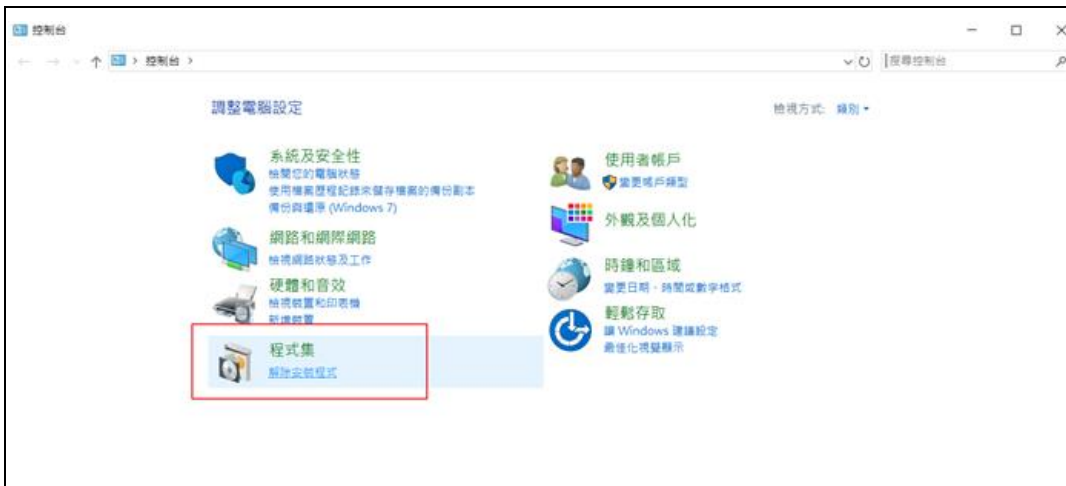 控制台
控制台
搜尋控制台
調整電腦設定
檢視方式: 類別
系統及安全性
檢閱您的電腦狀態
使用檔案歷程記錄來儲存檔案的備份副本
備份與還原 (Windows 7)
網路和網際網路
檢視網路狀態及工作
硬體和音效
檢視裝置和印表機
新增裝置
程式集
解除安裝程式
使用者帳戶
變更帳戶類型
外觀及個人化
時鐘和區域
變更日期、時間或數字格式
輕鬆存取
讓 Windows 建議設定
最佳化視覺顯示